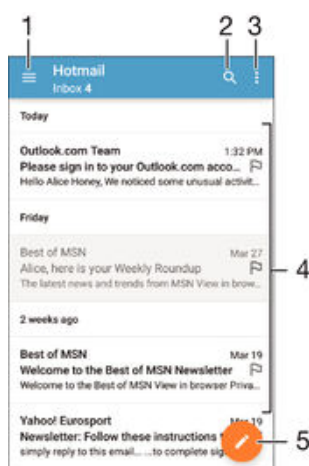 1 2 3
Hotmail
Inbox 4
Today
Outlook.com Team 1:32 PM
Please sign in to your Outlook.com acco...
Hello Alice Honey, We noticed some unusual activit...
Friday
Best of MSN Mar 27
Alice, here is your Weekly Roundup
The latest news and trends from MSN View in brow...
4
2 weeks ago
Best of MSN Mar 19
Welcome to the Best of MSN Newsletter
Welcome to the Best of MSN View in browser Priva...
Yahoo! Eurosport Mar 19
Newsletter: Follow these instructions
simply reply to this email... ...to complete
5